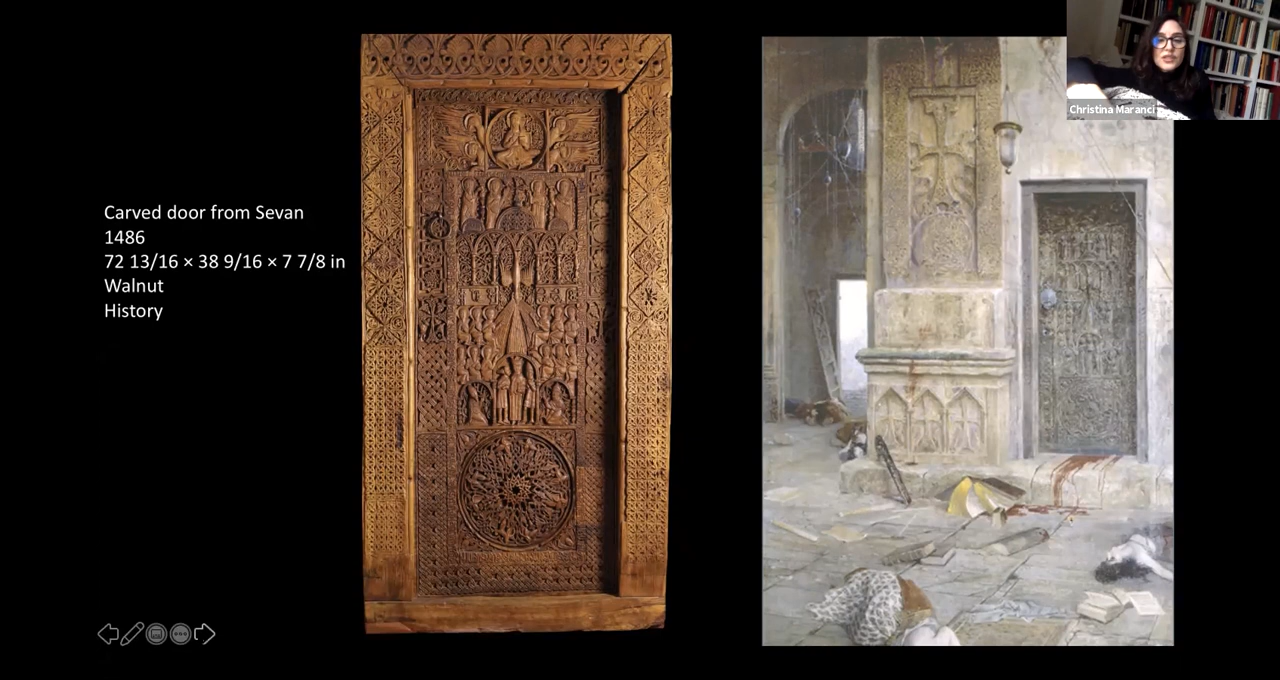 Carved door from Sevan
1486
72 13/16 × 38 9/16 × 7 7/8 in
Walnut
History
Christina Maranci